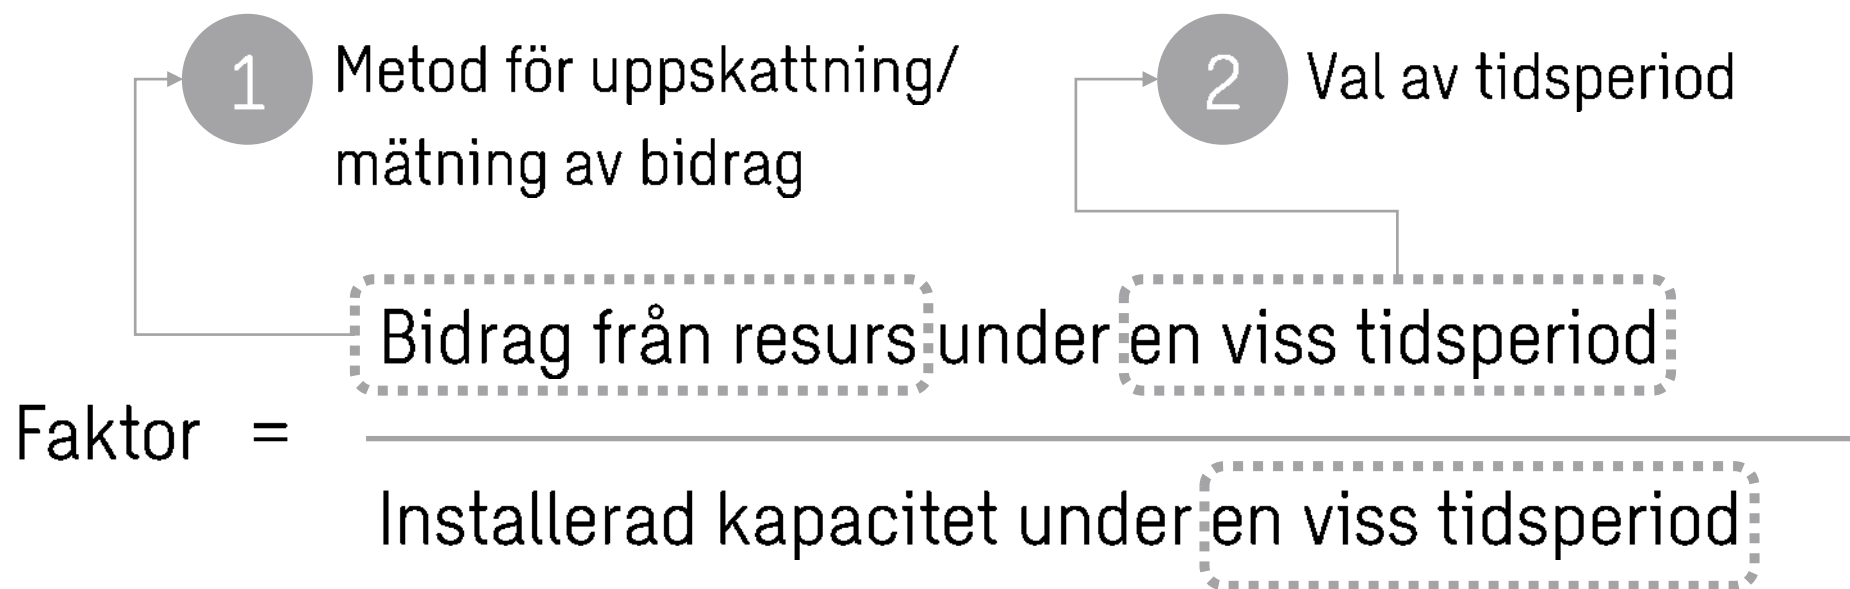 1
Metod för uppskattning/
mätning av bidrag
2
Val av tidsperiod
Bidrag från resurs under en viss tidsperiod
Faktor =
Installerad kapacitet under en viss tidsperiod